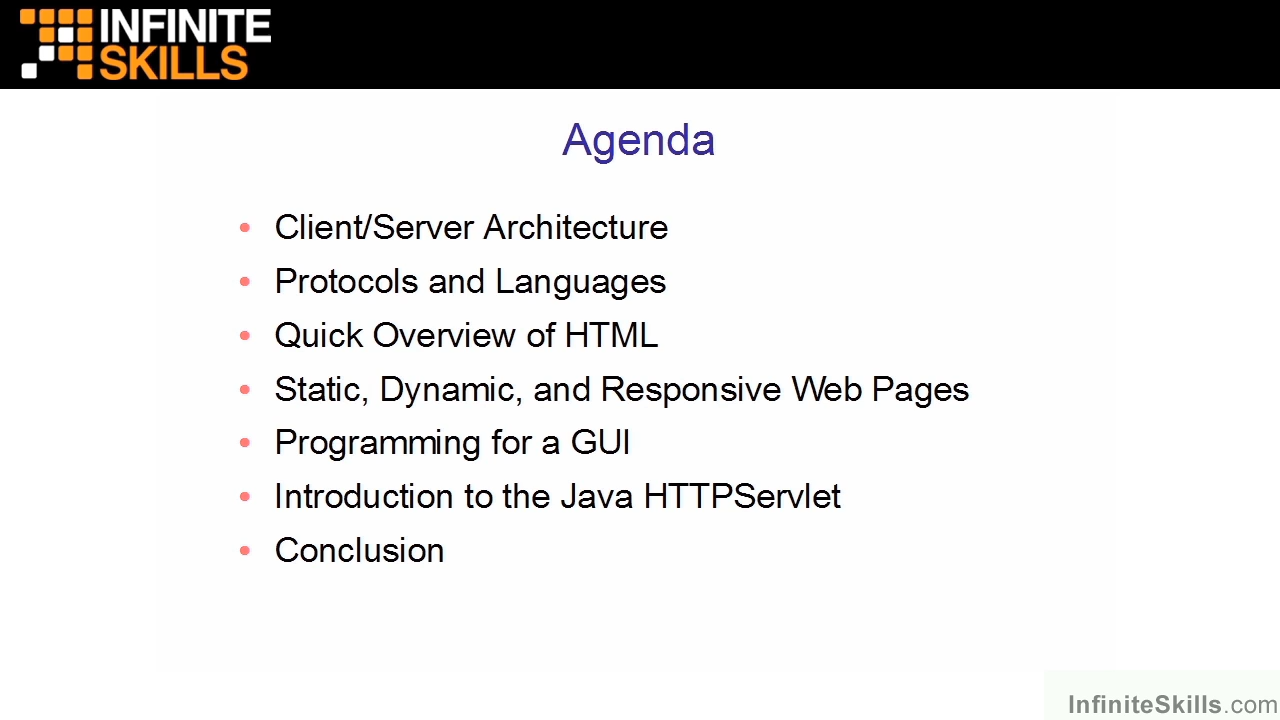 INFINITE
SKILLS
Agenda
• Client/Server Architecture
• Protocols and Languages
• Quick Overview of HTML
• Static, Dynamic, and Responsive Web Pages
• Programming for a GUI
• Introduction to the Java HTTPServlet
• Conclusion
InfiniteSkills.com